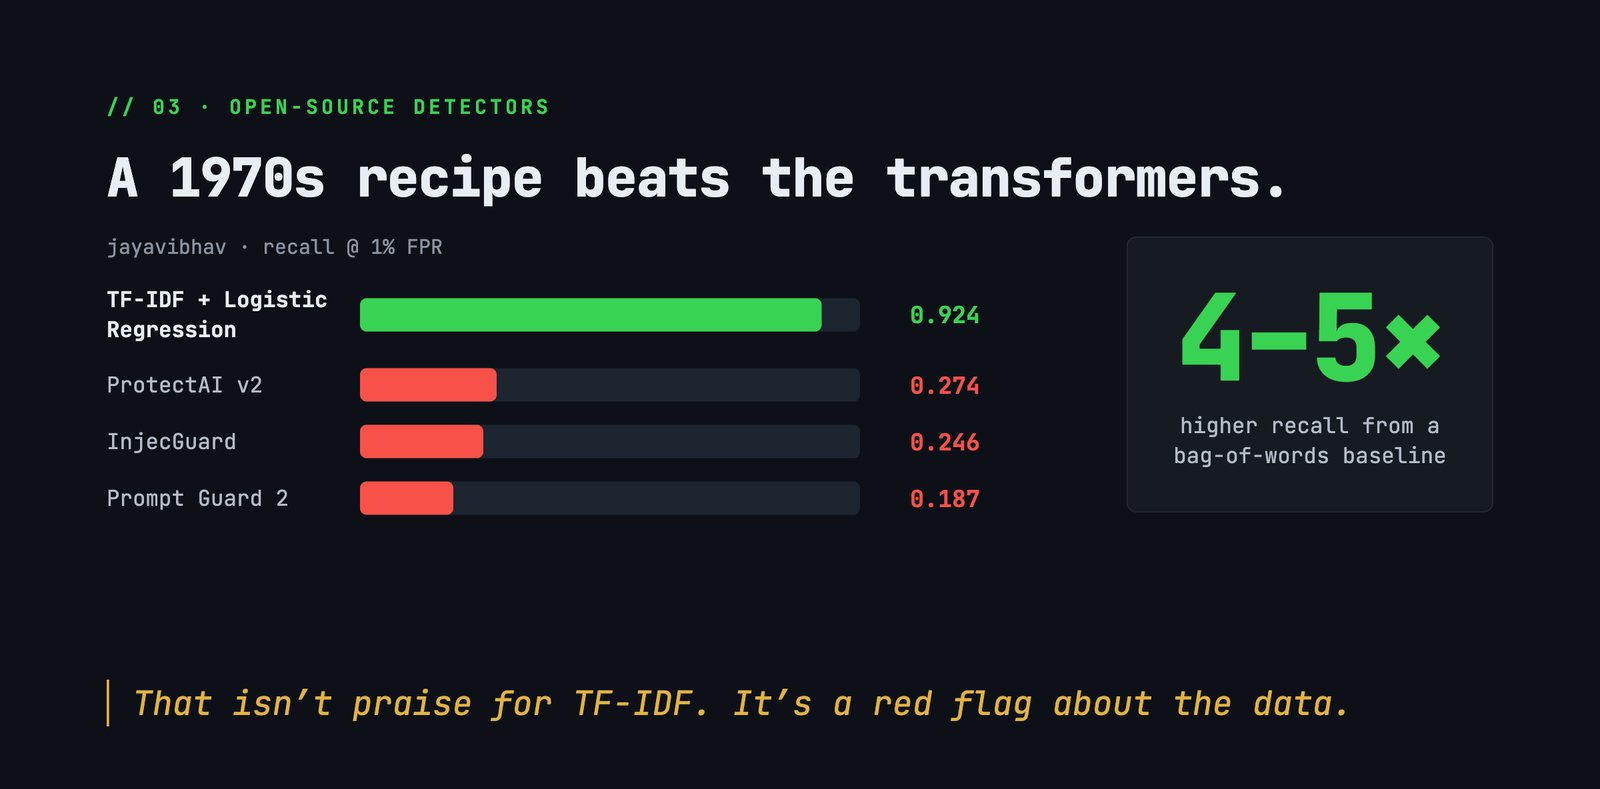 // 03 · OPEN-SOURCE DETECTORS
A 1970s recipe beats the transformers.
jayavibhav · recall @ 1% FPR
TF-IDF + Logistic
Regression
0.924
ProtectAI v2
0.274
InjecGuard
0.246
Prompt Guard 2
0.187
4–5×
higher recall from a
bag-of-words baseline
That isn’t praise for TF-IDF. It’s a red flag about the data.